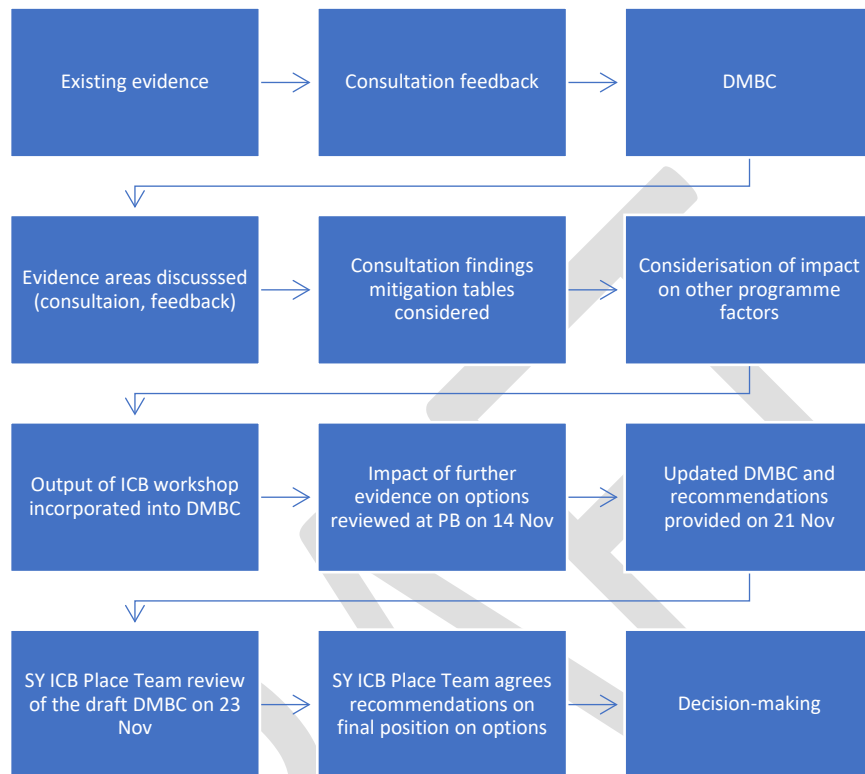 Existing evidence
Consultation feedback
DMBC
Evidence areas discusssed
(consultaion, feedback)
Consultation findings
mitigation tables
considered
Considerisation of impact
on other programme
factors
Output of ICB workshop
incorporated into DMBC
Impact of further
evidence on options
reviewed at PB on 14 Nov
Updated DMBC and
recommendations
provided on 21 Nov
SY ICB Place Team review
of the draft DMBC on 23
Nov
SY ICB Place Team agrees
recommendations on
final position on options
Decision-making